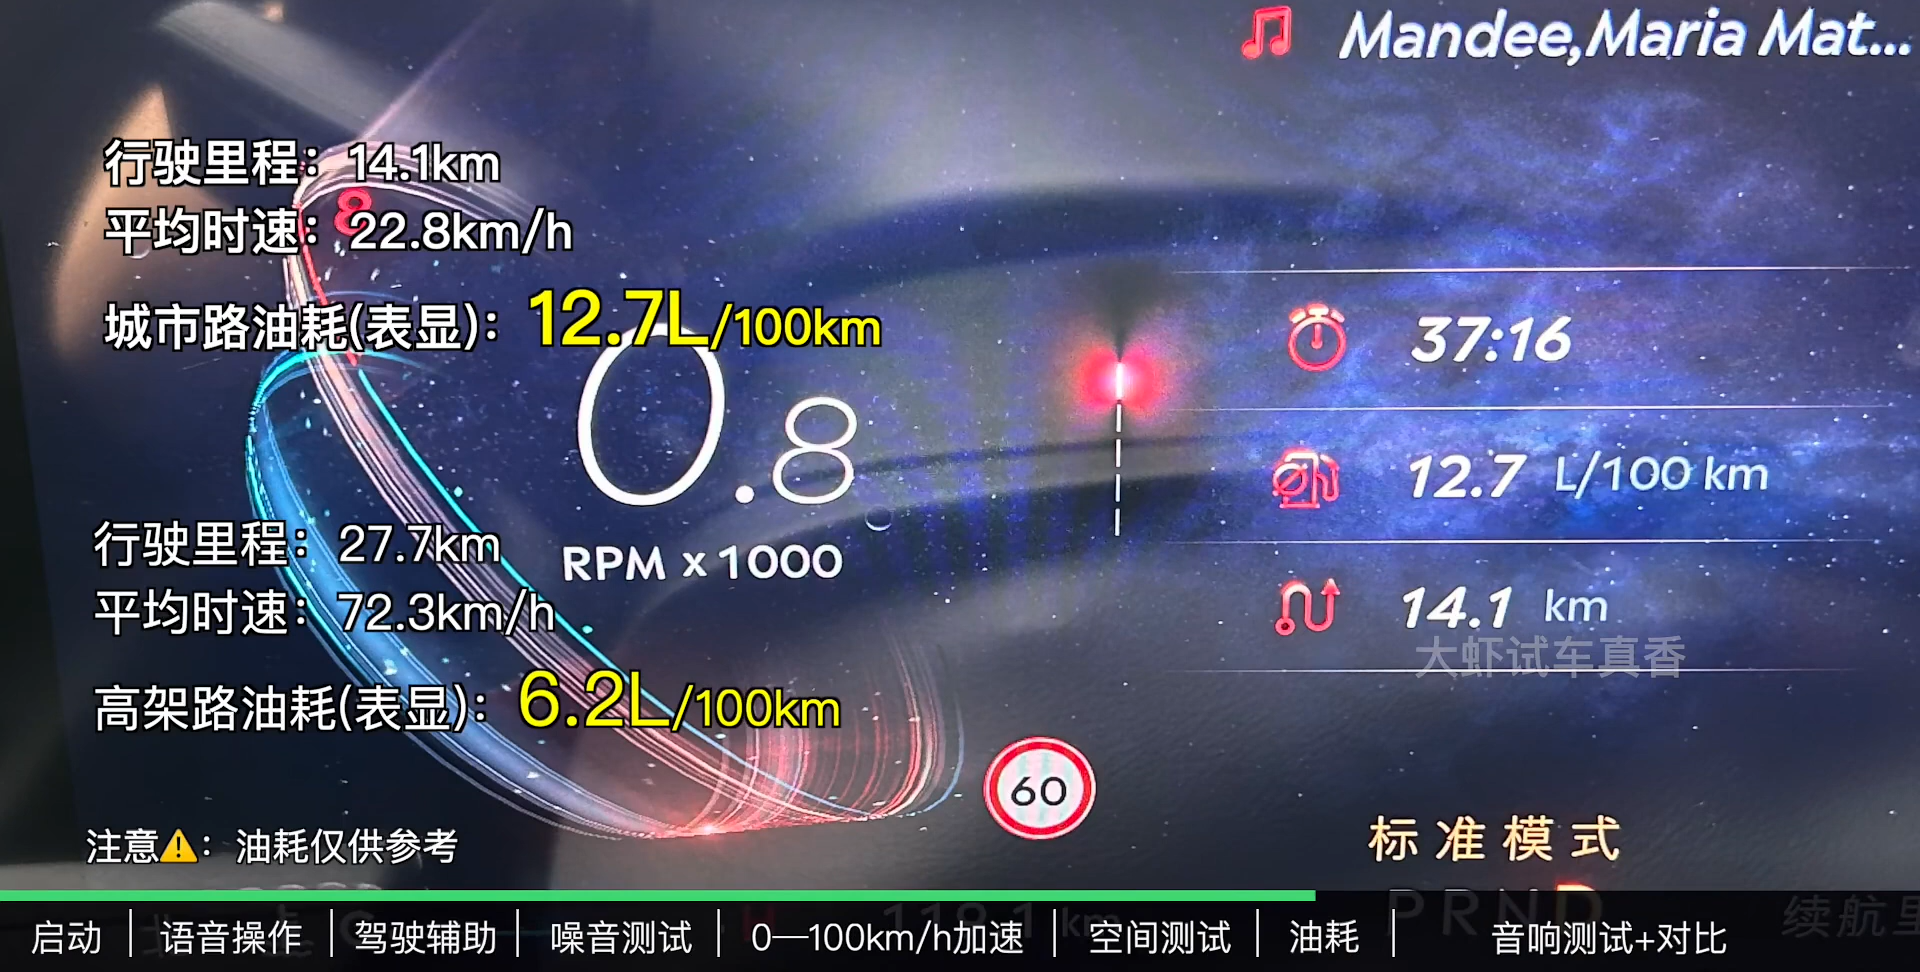 Mandee,Maria Mat...
行驶里程：14.1km
8
平均时速：22.8km/h
城市路油耗(表显)：12.7L/100km
37:16
0.8
12.7 L/100 km
RPM x 1000
行驶里程：27.7km
平均时速：72.3km/h
14.1 km
大虾试车真香
高架路油耗(表显)：6.2L/100km
60
注意⚠️：油耗仅供参考
标准模式
PRND
启动 | 语音操作 | 驾驶辅助 | 噪音测试 | 0—100km/h加速 | 空间测试 | 油耗 | 音响测试+对比